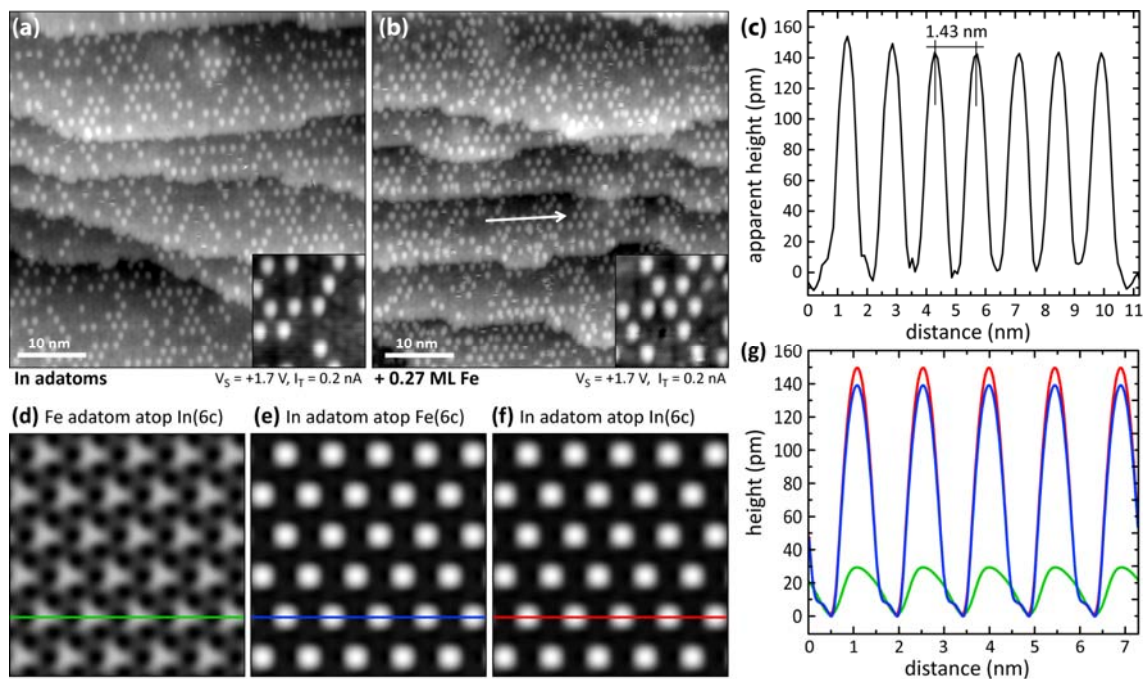 (a)
(b)
10 nm
10 nm
In adatoms
V_S = +1.7 V, I_T = 0.2 nA
+ 0.27 ML Fe
V_S = +1.7 V, I_T = 0.2 nA
(c)
1.43 nm
160
140
120
100
80
60
40
20
0
apparent height (pm)
0 1 2 3 4 5 6 7 8 9 10 11
distance (nm)
(d) Fe adatom atop In(6c)
(e) In adatom atop Fe(6c)
(f) In adatom atop In(6c)
(g)
160
150
140
120
100
80
60
40
20
0
height (pm)
0 1 2 3 4 5 6 7
distance (nm)